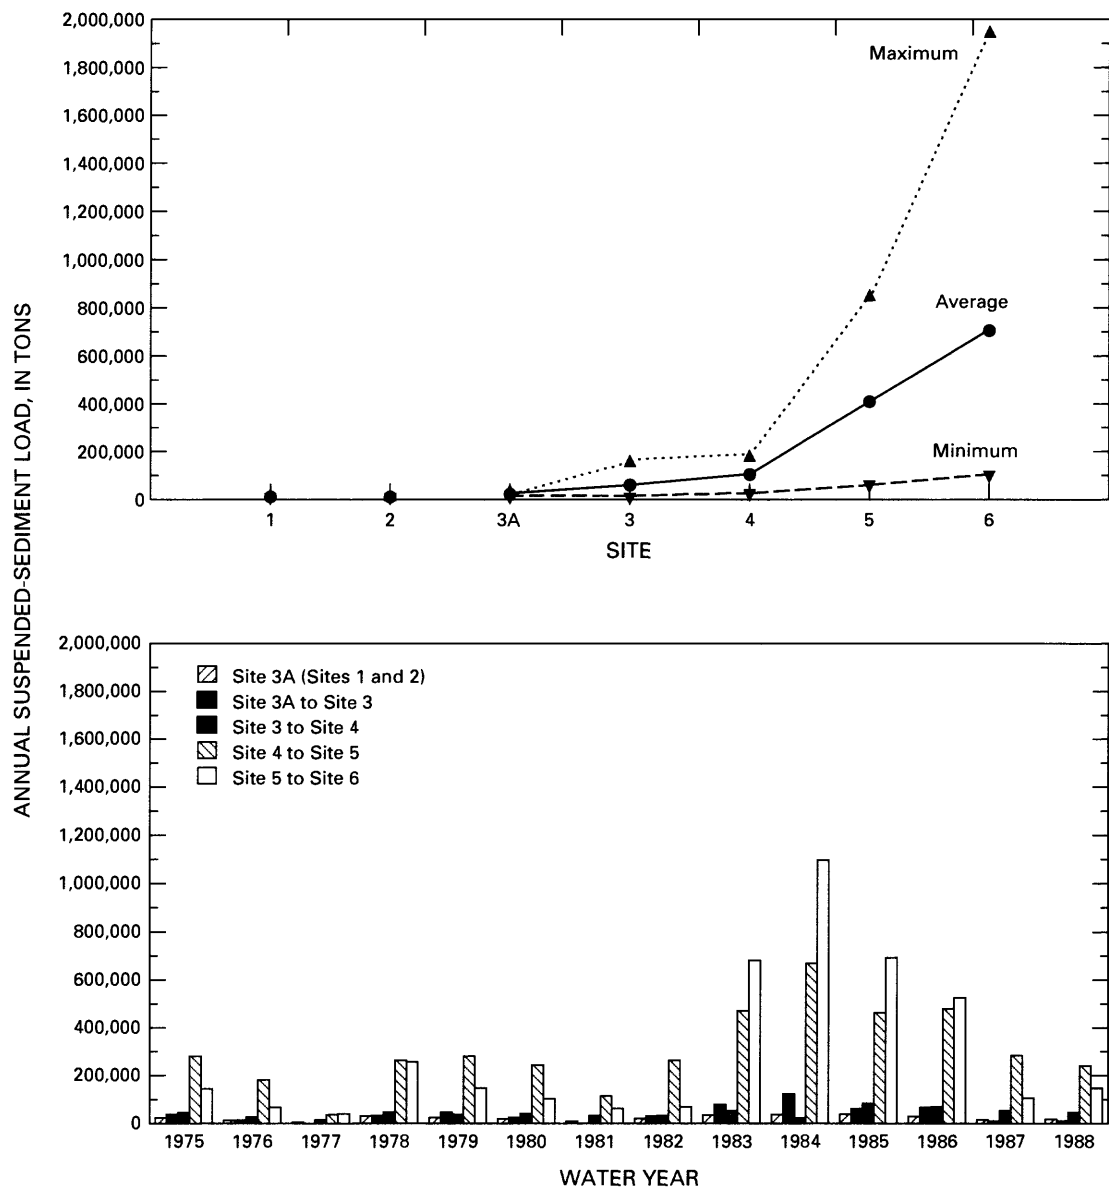 ANNUAL SUSPENDED-SEDIMENT LOAD, IN TONS
2,000,000
1,800,000
1,600,000
1,400,000
1,200,000
1,000,000
800,000
600,000
400,000
200,000
0
Maximum
Average
Minimum
1 2 3A 3 4 5 6
SITE
2,000,000
1,800,000
1,600,000
1,400,000
1,200,000
1,000,000
800,000
600,000
400,000
200,000
0
Site 3A (Sites 1 and 2)
Site 3A to Site 3
Site 3 to Site 4
Site 4 to Site 5
Site 5 to Site 6
1975 1976 1977 1978 1979 1980 1981 1982 1983 1984 1985 1986 1987 1988
WATER YEAR